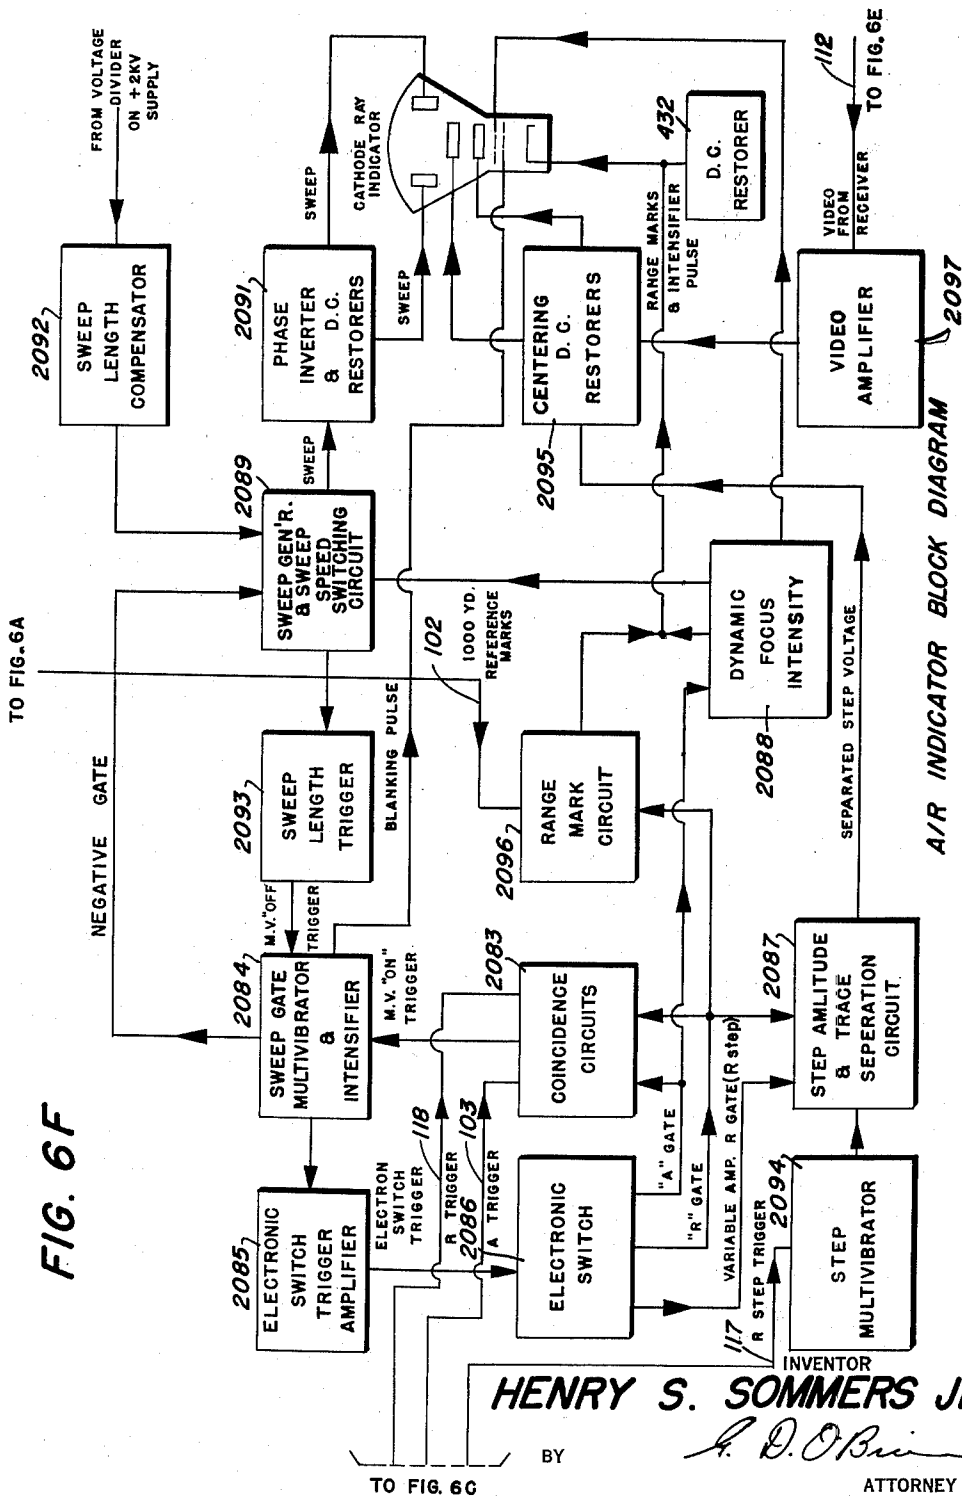 FIG. 6F
TO FIG. 6A
FROM VOLTAGE
DIVIDER
ON +2KV
SUPPLY
NEGATIVE GATE
2092
SWEEP
LENGTH
COMPENSATOR
2085
ELECTRONIC
SWITCH
TRIGGER
AMPLIFIER
2084
SWEEP GATE
MULTIVIBRATOR
&
INTENSIFIER
M.V."OFF
TRIGGER
2093
SWEEP
LENGTH
TRIGGER
2089
SWEEP GEN'R.
& SWEEP
SPEED
SWITCHING
CIRCUIT
SWEEP
2091
PHASE
INVERTER
& D.C.
RESTORERS
SWEEP
SWEEP
CATHODE RAY
INDICATOR
ELECTRON
SWITCH
TRIGGER
118
M.V. "ON"
TRIGGER
BLANKING PULSE
R TRIGGER
103
A TRIGGER
102
1000 YD.
REFERENCE
MARKS
2086
ELECTRONIC
SWITCH
2083
COINCIDENCE
CIRCUITS
2096
RANGE
MARK
CIRCUIT
2095
CENTERING
D. C.
RESTORERS
RANGE MARKS
& INTENSIFIER
PULSE
432
D. C.
RESTORER
"A" GATE
"R" GATE
2088
DYNAMIC
FOCUS
INTENSITY
VARIABLE AMP. R GATE(R step)
117
R STEP TRIGGER
2094
STEP
MULTIVIBRATOR
2087
STEP AMLITUDE
& TRACE
SEPERATION
CIRCUIT.
SEPARATED STEP VOLTAGE
VIDEO
AMPLIFIER
2097
VIDEO
FROM
RECEIVER
112
TO FIG. 6E
A/R INDICATOR BLOCK DIAGRAM
TO FIG. 6C
INVENTOR
HENRY S. SOMMERS J
BY
G. D. O'Brien
ATTORNEY